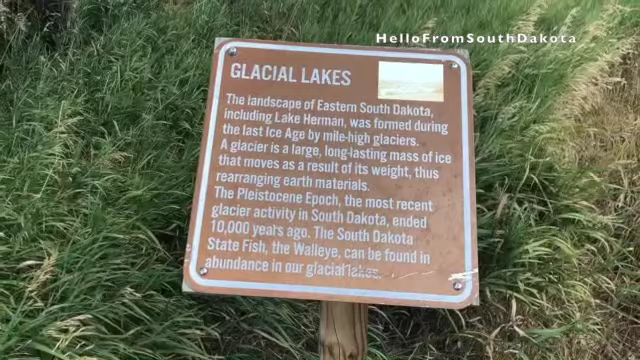 HelloFromSouthDakota
GLACIAL LAKES
The landscape of Eastern South Dakota,
including Lake Herman, was formed during
the last Ice Age by mile-high glaciers.
A glacier is a large, long-lasting mass of ice
that moves as a result of its weight, thus
rearranging earth materials.
The Pleistocene Epoch, the most recent
glacier activity in South Dakota, ended
10,000 years ago. The South Dakota
State Fish, the Walleye, can be found in
abundance in our glacial lakes.